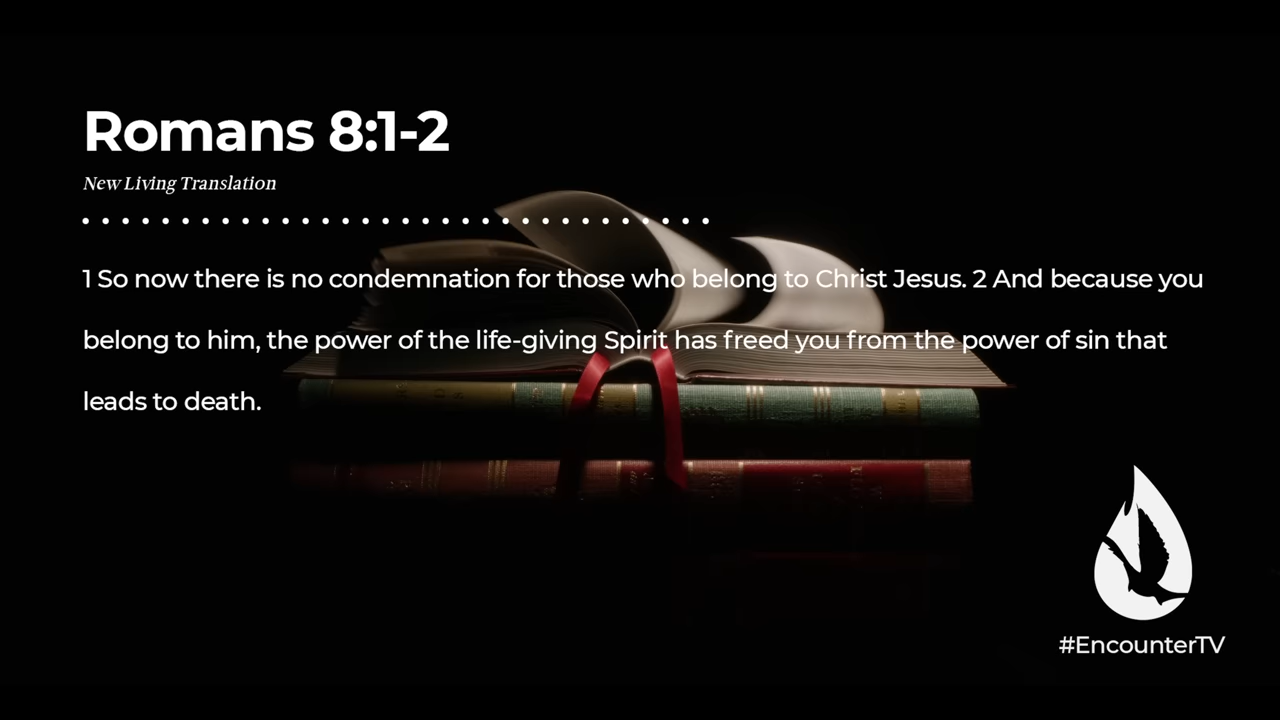 Romans 8:1-2
New Living Translation
1 So now there is no condemnation for those who belong to Christ Jesus. 2 And because you
belong to him, the power of the life-giving Spirit has freed you from the power of sin that
leads to death.
#EncounterTV